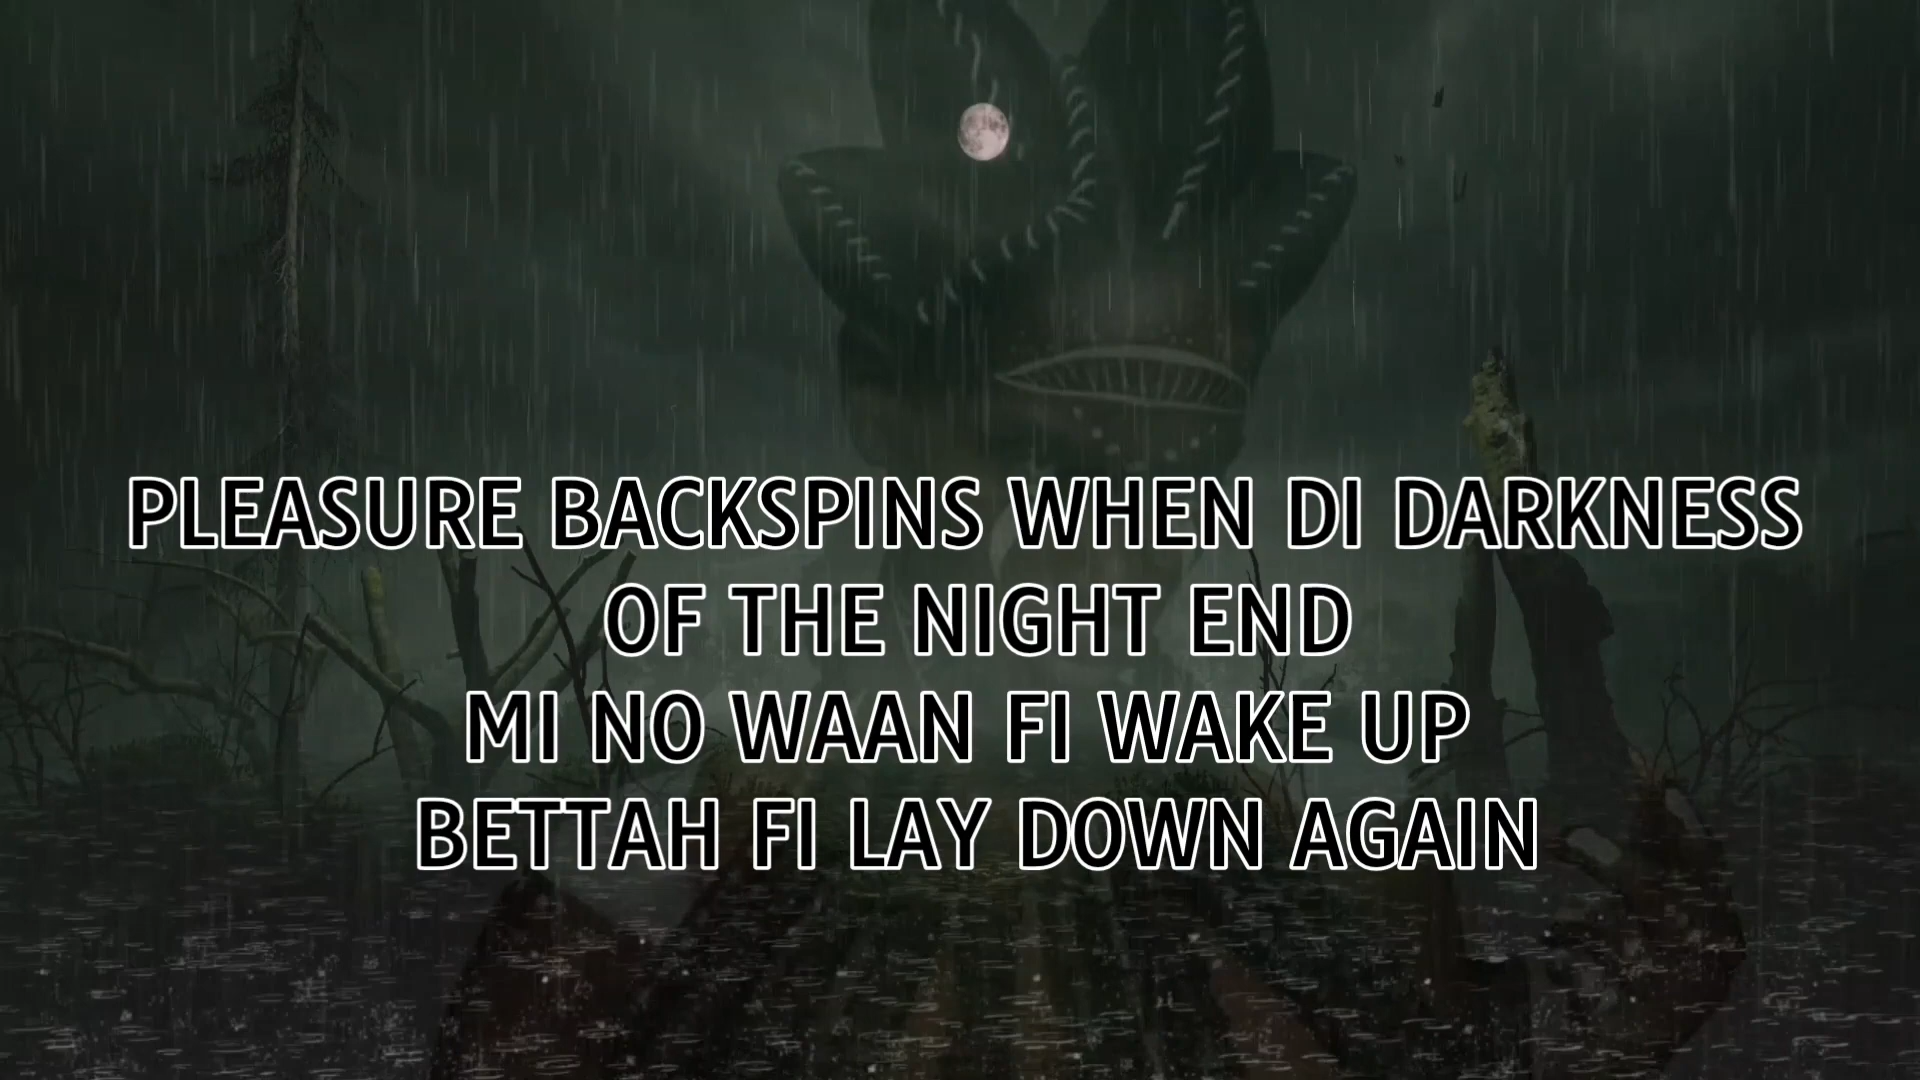 PLEASURE BACKSPINS WHEN DI DARKNESS
OF THE NIGHT END
MI NO WAAN FI WAKE UP
BETTAH FI LAY DOWN AGAIN